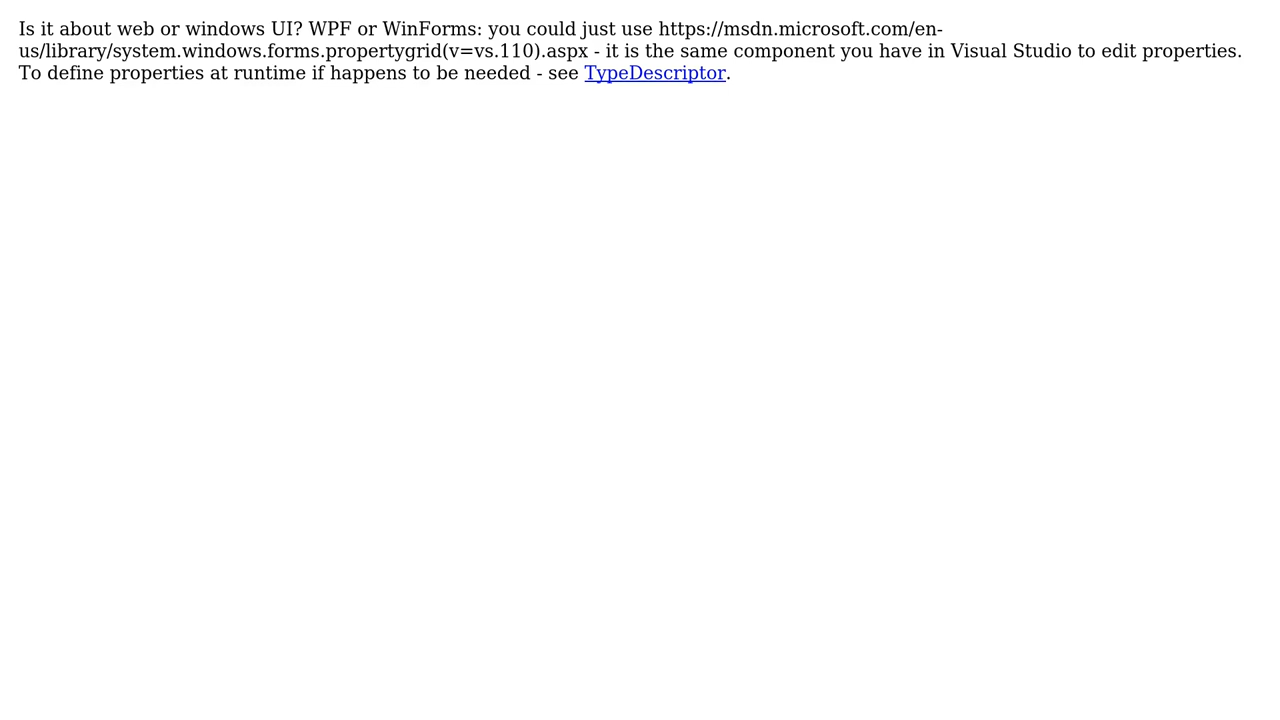 Is it about web or windows UI? WPF or WinForms: you could just use https://msdn.microsoft.com/en-
us/library/system.windows.forms.propertygrid(v=vs.110).aspx - it is the same component you have in Visual Studio to edit properties.
To define properties at runtime if happens to be needed - see TypeDescriptor.